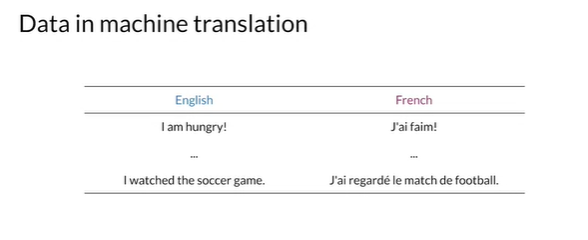 Data in machine translation
English French
I am hungry! J'ai faim!
... ...
I watched the soccer game. J'ai regardé le match de football.